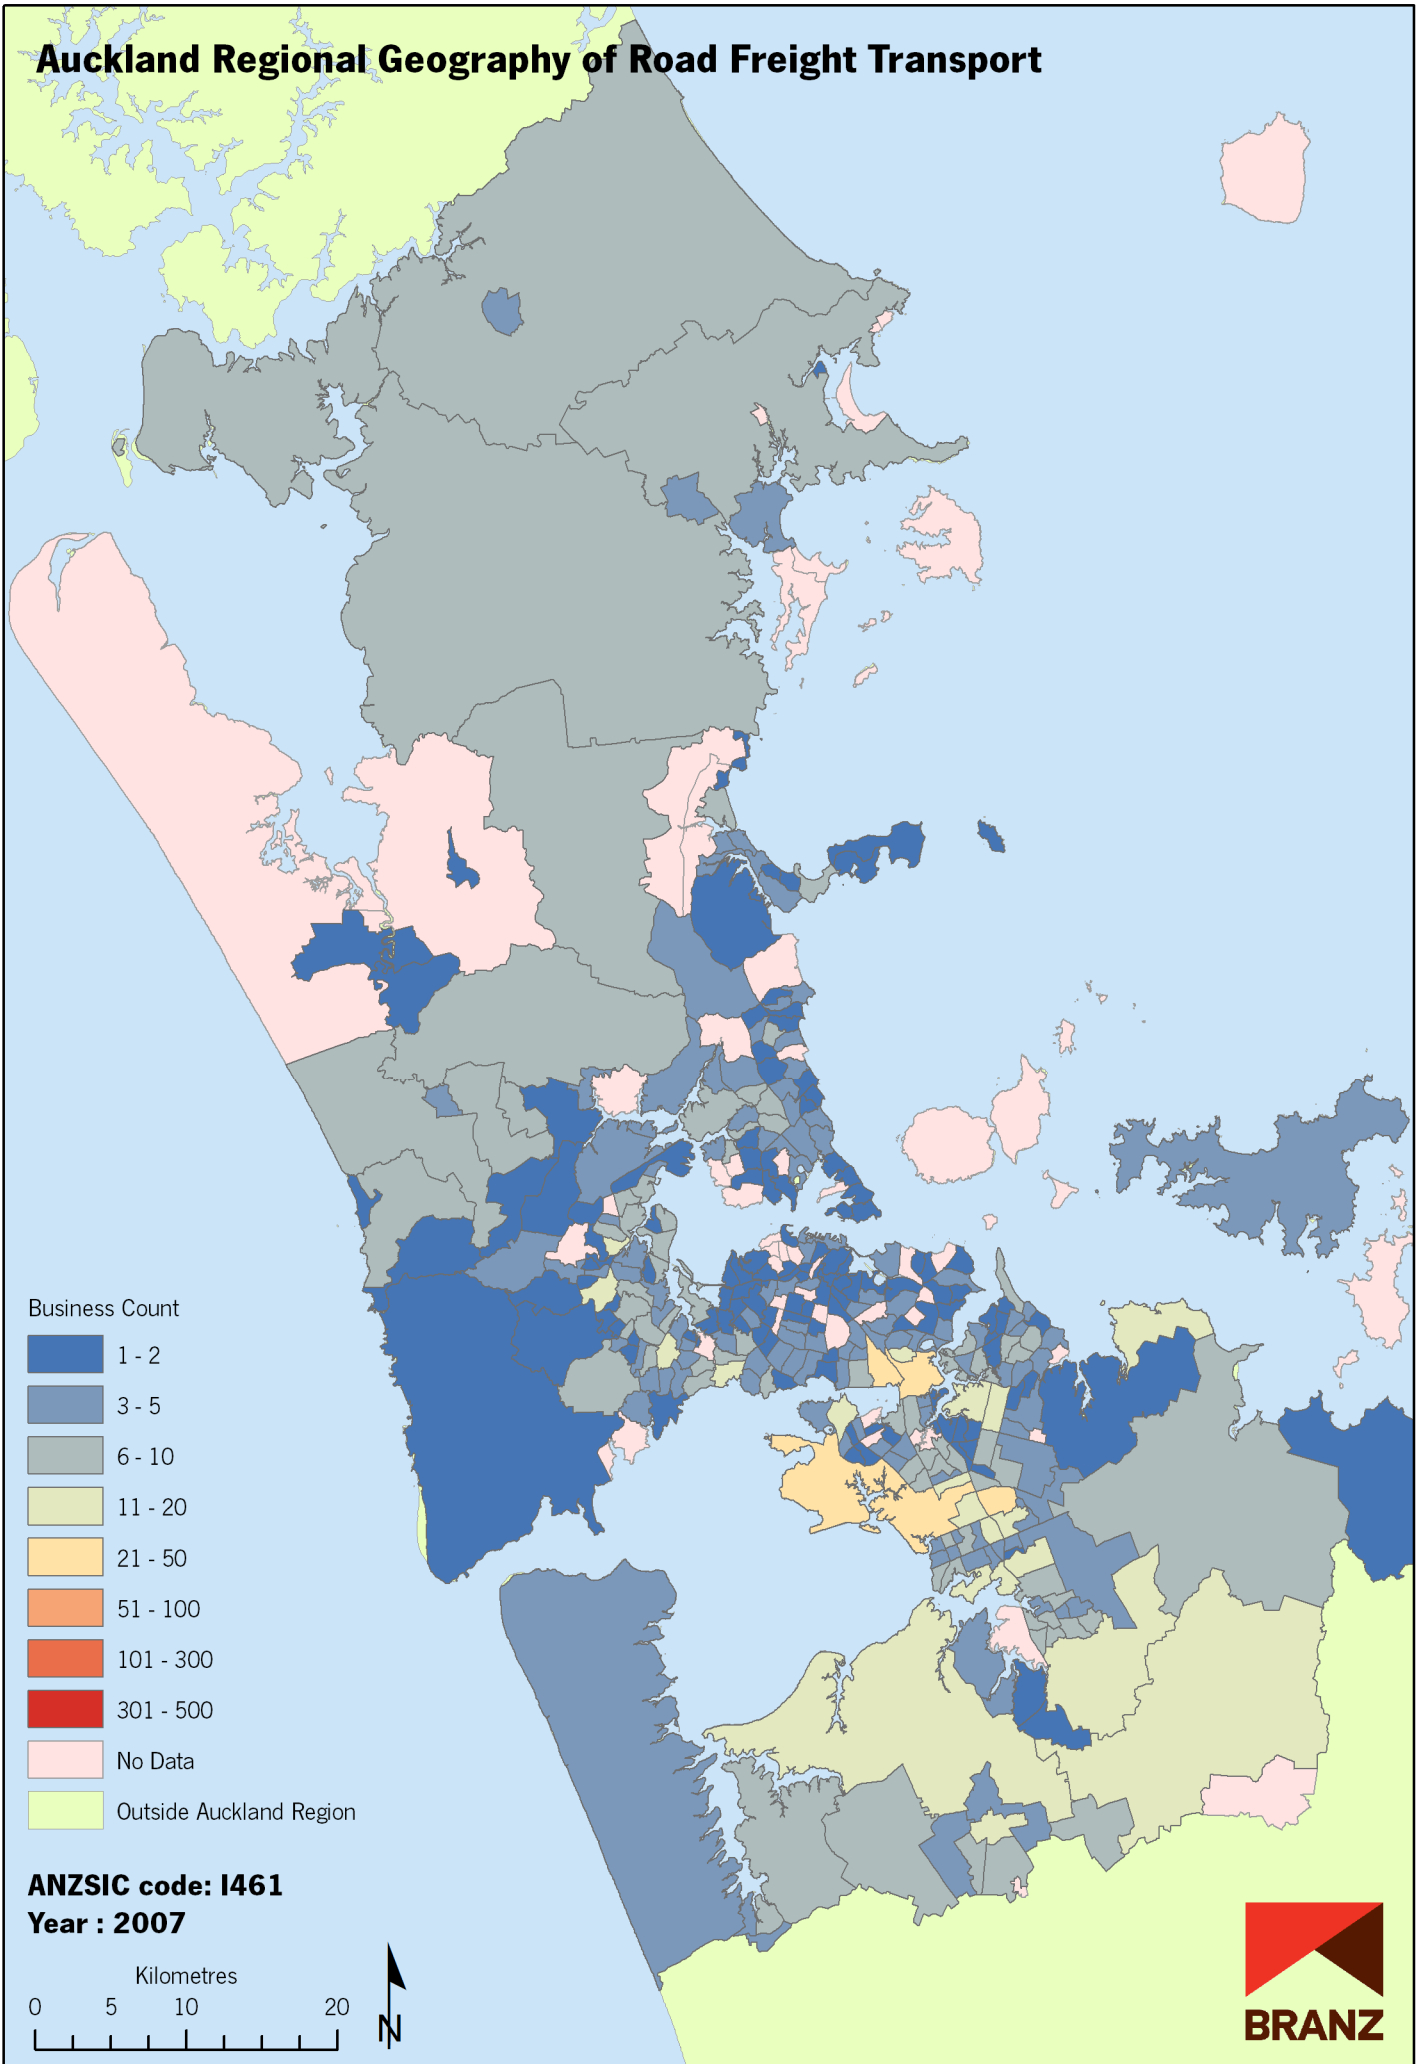 Auckland Regional Geography of Road Freight Transport
Business Count
1 - 2
3 - 5
6 - 10
11 - 20
21 - 50
51 - 100
101 - 300
301 - 500
No Data
Outside Auckland Region
ANZSIC code: I461
Year : 2007
Kilometres
0 5 10 20
N
BRANZ